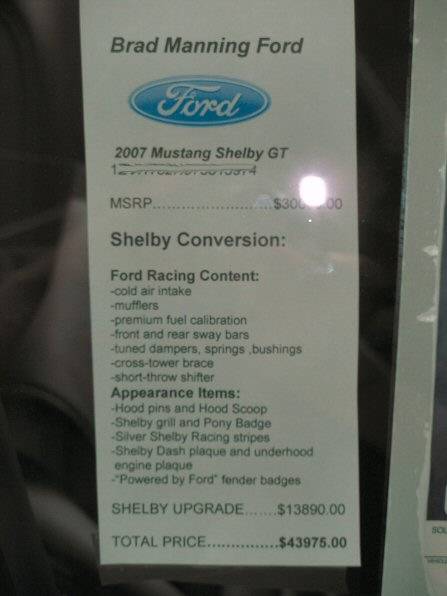 Brad Manning Ford
Ford
2007 Mustang Shelby GT
MSRP
Shelby Conversion:
Ford Racing Content:
-cold air intake
-mufflers
-premium fuel calibration
-front and rear sway bars
-tuned dampers, springs ,bushings
-cross-tower brace
-short-throw shifter
Appearance Items:
-Hood pins and Hood Scoop
-Shelby grill and Pony Badge
-Silver Shelby Racing stripes
-Shelby Dash plaque and underhood
engine plaque
-"Powered by Ford" fender badges
SHELBY UPGRADE......$13890.00
TOTAL PRICE...............$43975.00